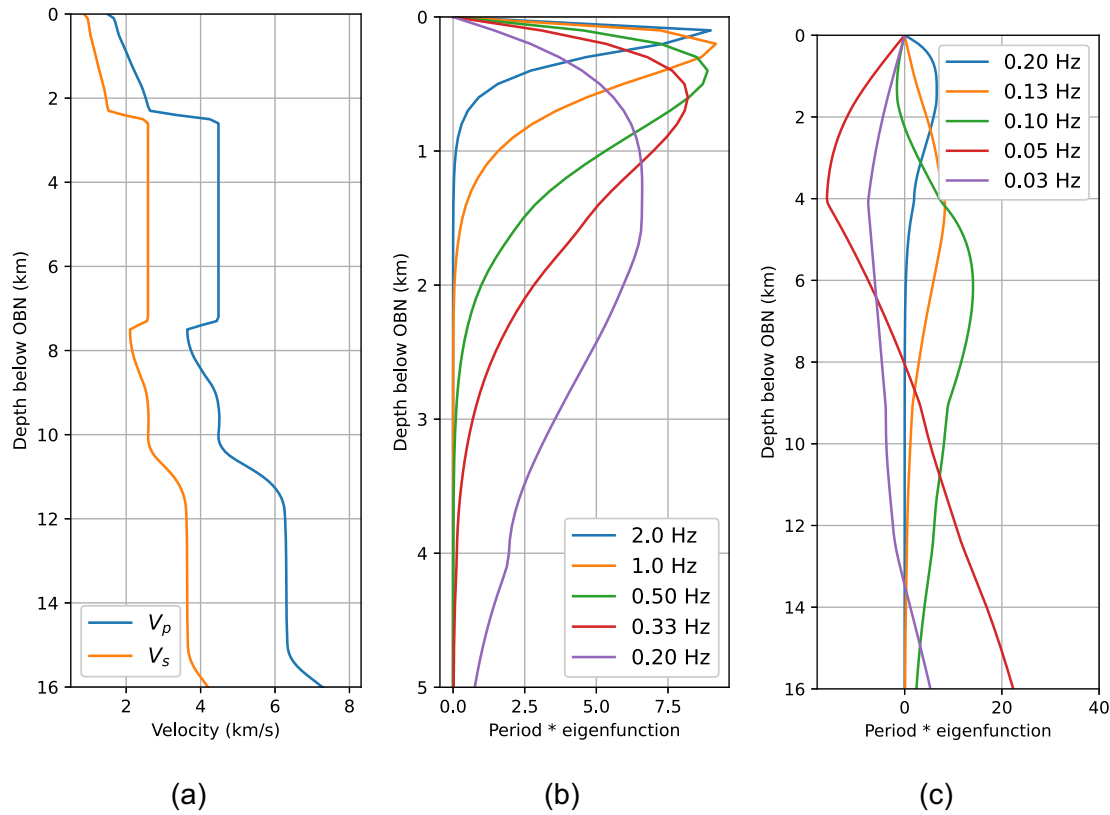 0
2
4
6
8
10
12
14
16
Depth below OBN (km)
2
4
6
8
Velocity (km/s)
V_p
V_s
(a)
0
1
2
3
4
5
Depth below OBN (km)
0.0
2.5
5.0
7.5
Period * eigenfunction
2.0 Hz
1.0 Hz
0.50 Hz
0.33 Hz
0.20 Hz
(b)
0
2
4
6
8
10
12
14
16
Depth below OBN (km)
0
20
40
Period * eigenfunction
0.20 Hz
0.13 Hz
0.10 Hz
0.05 Hz
0.03 Hz
(c)